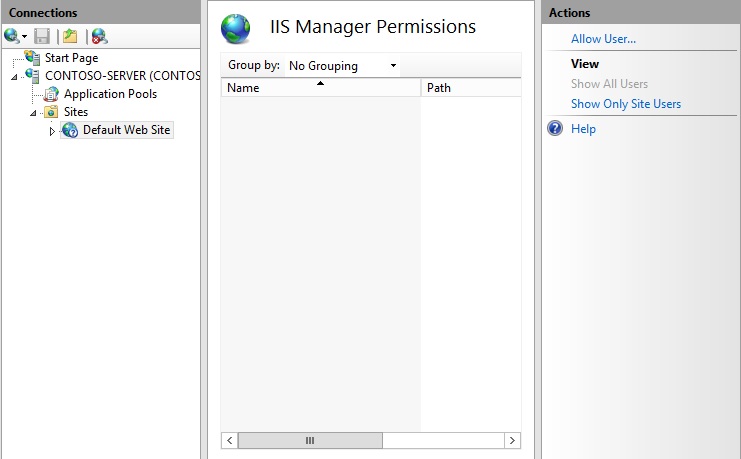 Connections
Start Page
CONTOSO-SERVER (CONTOS
Application Pools
Sites
Default Web Site
IIS Manager Permissions
Group by: No Grouping
Name Path
Actions
Allow User...
View
Show All Users
Show Only Site Users
Help